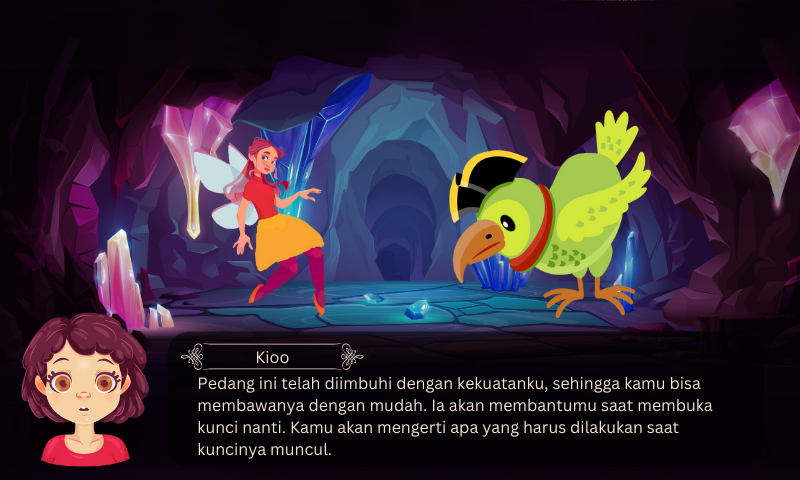 Kioo
Pedang ini telah diimbuhi dengan kekuatanku, sehingga kamu bisa
membawanya dengan mudah. Ia akan membantumu saat membuka
kunci nanti. Kamu akan mengerti apa yang harus dilakukan saat
kuncinya muncul.